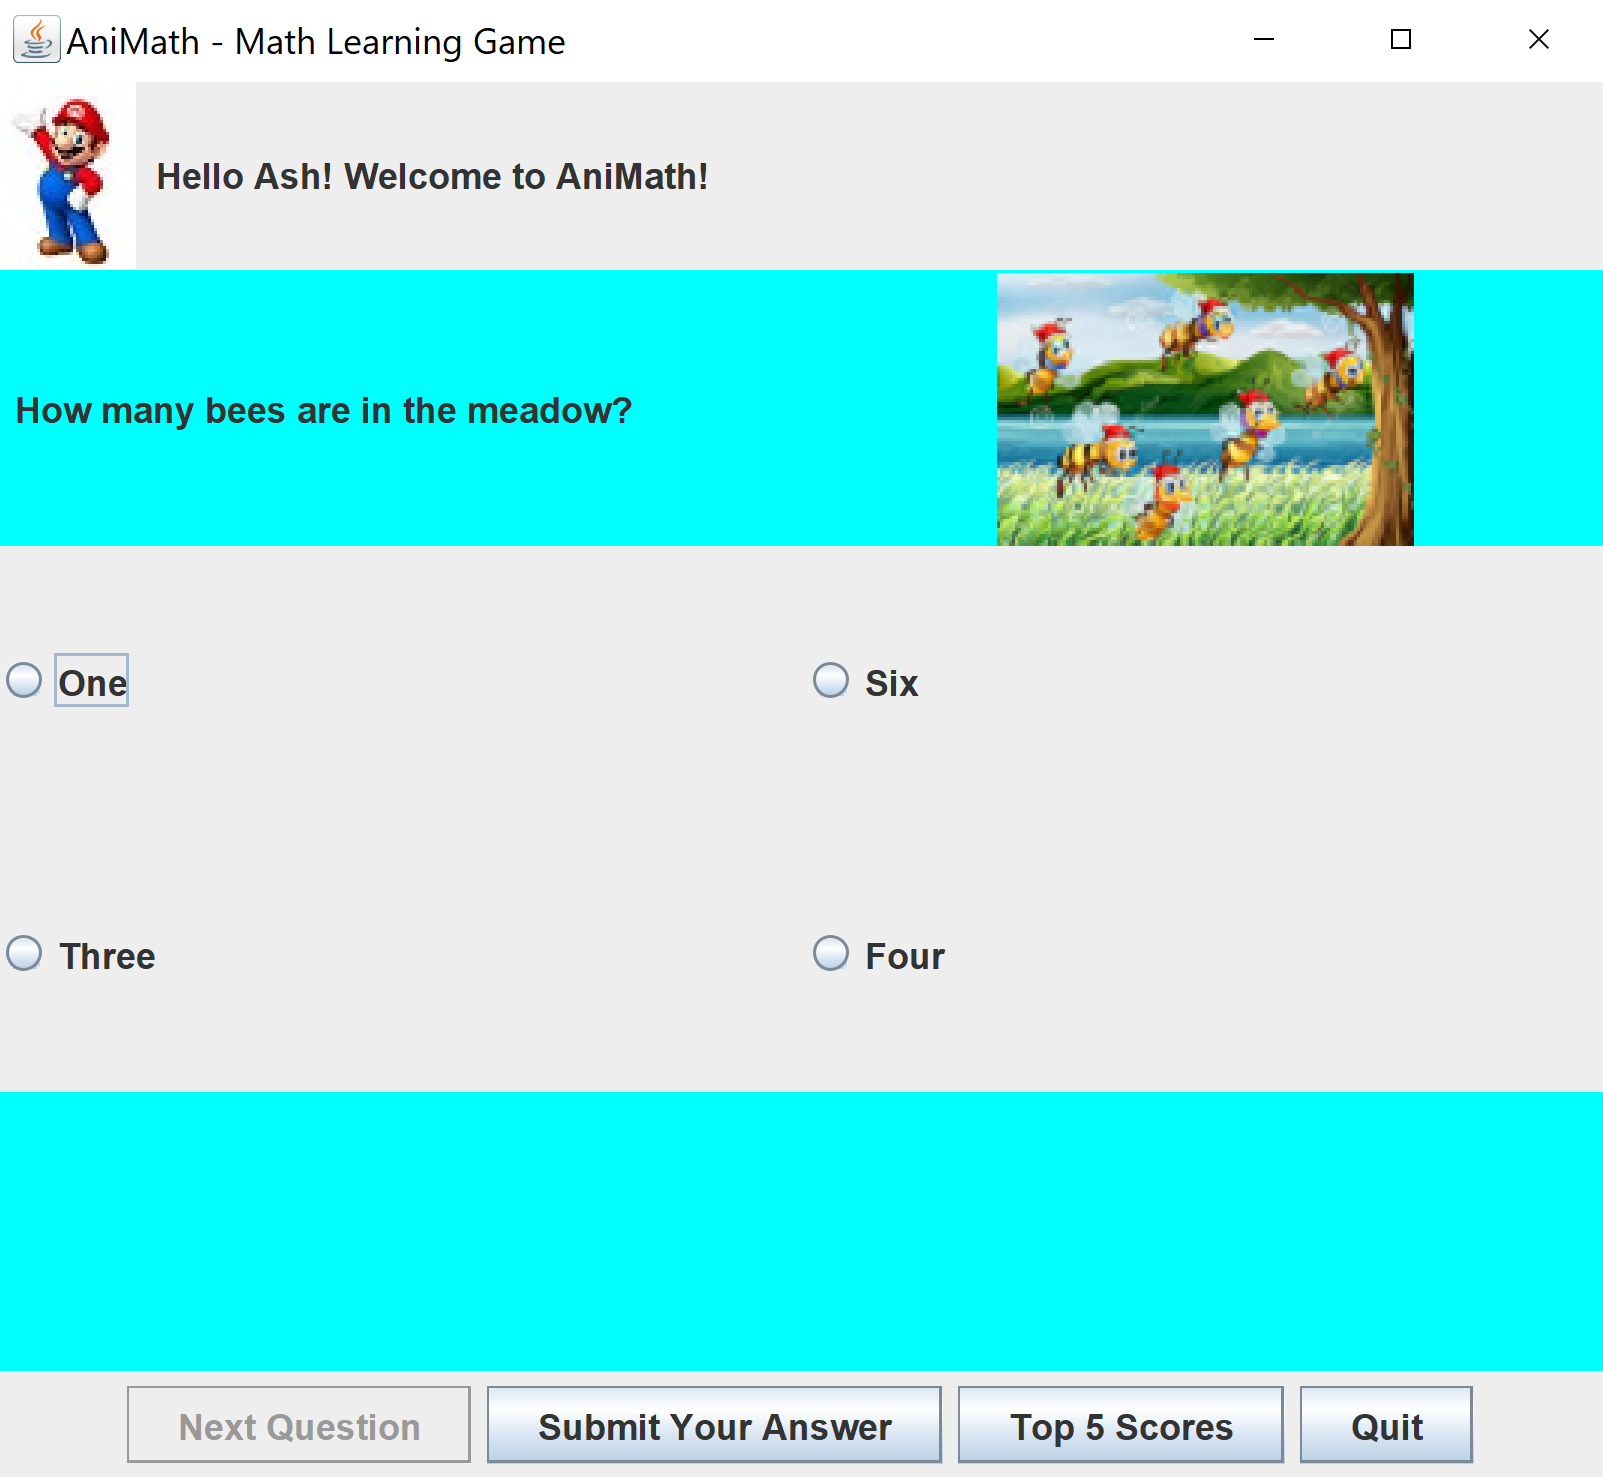 AniMath - Math Learning Game
Hello Ash! Welcome to AniMath!
How many bees are in the meadow?
One
Six
Three
Four
Next Question
Submit Your Answer
Top 5 Scores
Quit